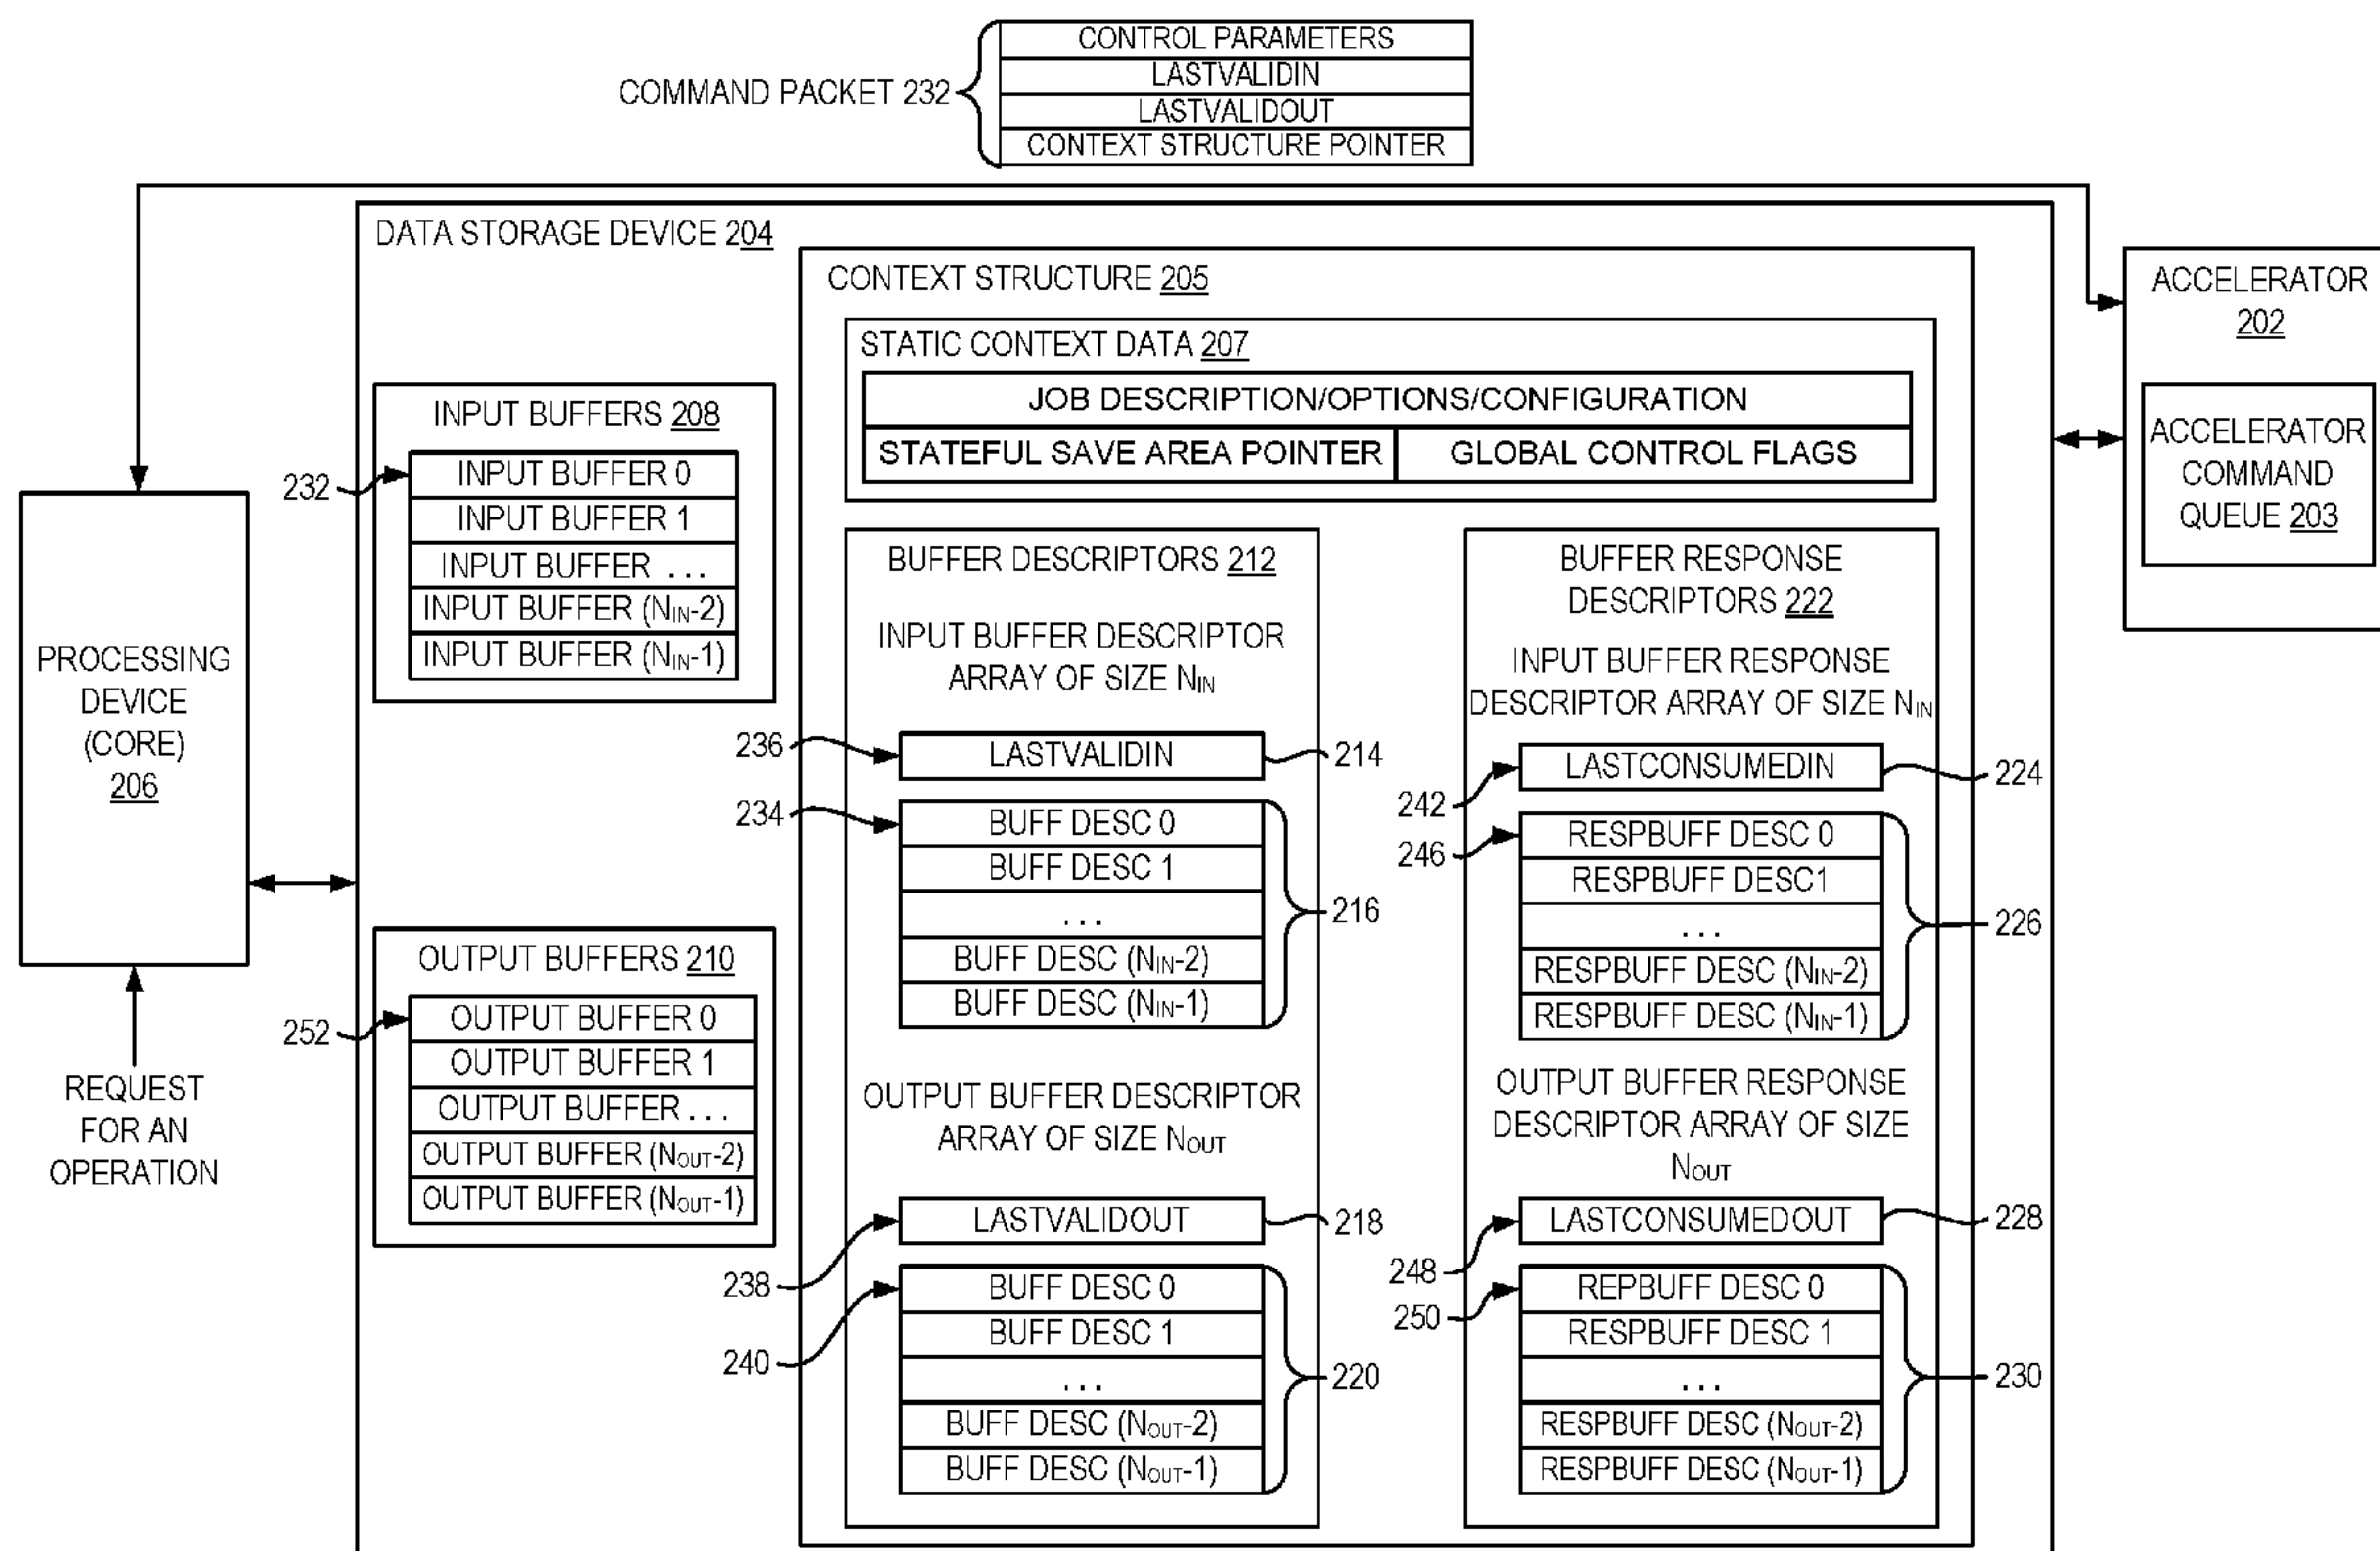 CONTROL PARAMETERS
COMMAND PACKET 232
LASTVALIDIN
LASTVALIDOUT
CONTEXT STRUCTURE POINTER
DATA STORAGE DEVICE 204
CONTEXT STRUCTURE 205
STATIC CONTEXT DATA 207
JOB DESCRIPTION/OPTIONS/CONFIGURATION
STATEFUL SAVE AREA POINTER
GLOBAL CONTROL FLAGS
ACCELERATOR
202
ACCELERATOR
COMMAND
QUEUE 203
INPUT BUFFERS 208
232
INPUT BUFFER 0
INPUT BUFFER 1
INPUT BUFFER . . .
INPUT BUFFER (NIN-2)
INPUT BUFFER (NIN-1)
PROCESSING
DEVICE
(CORE)
206
REQUEST
FOR AN
OPERATION
OUTPUT BUFFERS 210
252
OUTPUT BUFFER 0
OUTPUT BUFFER 1
OUTPUT BUFFER . . .
OUTPUT BUFFER (NOUT-2)
OUTPUT BUFFER (NOUT-1)
BUFFER DESCRIPTORS 212
INPUT BUFFER DESCRIPTOR
ARRAY OF SIZE NIN
236
LASTVALIDIN
214
234
BUFF DESC 0
BUFF DESC 1
. . .
BUFF DESC (NIN-2)
BUFF DESC (NIN-1)
216
OUTPUT BUFFER DESCRIPTOR
ARRAY OF SIZE NOUT
LASTVALIDOUT
218
238
BUFF DESC 0
BUFF DESC 1
240
. . .
BUFF DESC (NOUT-2)
BUFF DESC (NOUT-1)
220
BUFFER RESPONSE
DESCRIPTORS 222
INPUT BUFFER RESPONSE
DESCRIPTOR ARRAY OF SIZE NIN
LASTCONSUMEDIN
224
242
RESPBUFF DESC 0
246
RESPBUFF DESC1
. . .
RESPBUFF DESC (NIN-2)
RESPBUFF DESC (NIN-1)
226
OUTPUT BUFFER RESPONSE
DESCRIPTOR ARRAY OF SIZE
NOUT
LASTCONSUMEDOUT
228
248
REPBUFF DESC 0
250
RESPBUFF DESC 1
. . .
RESPBUFF DESC (NOUT-2)
RESPBUFF DESC (NOUT-1)
230